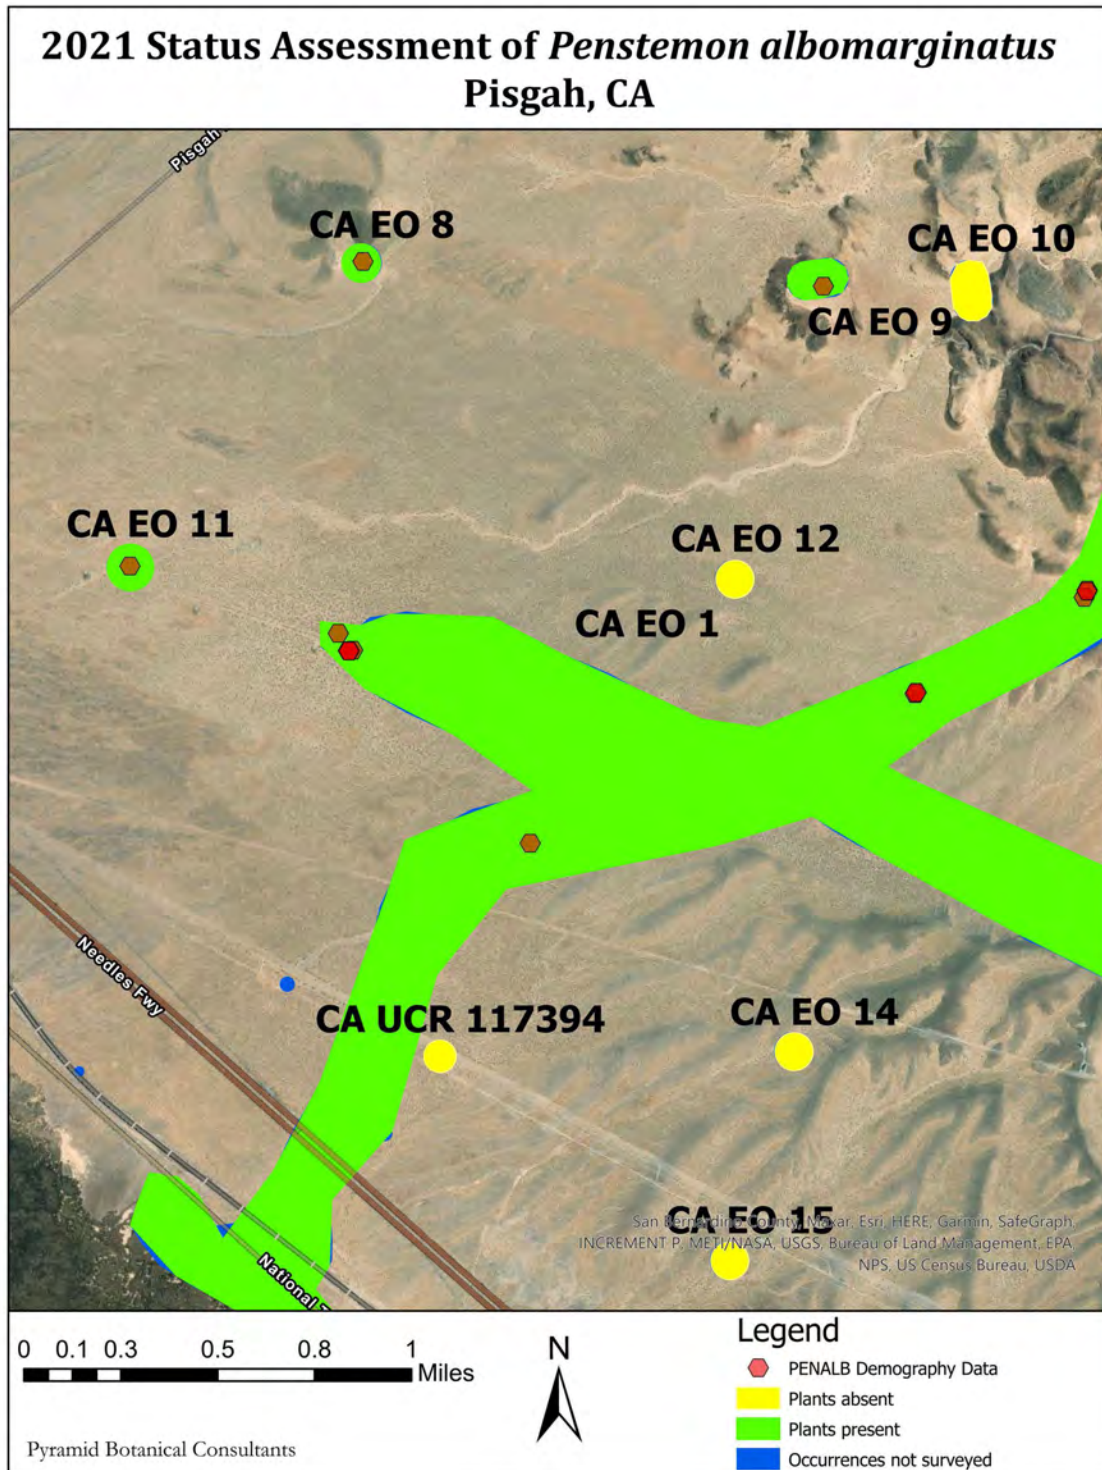 2021 Status Assessment of Penstemon albomarginatus
Pisgah, CA
Pisgah
CA EO 8
CA EO 10
CA EO 9
CA EO 11
CA EO 12
CA EO 1
Needles Fwy
CA UCR 117394
CA EO 14
CA EO 15
San Bernardino County, Maxar, Esri, HERE, Garmin, SafeGraph,
INCREMENT P, METI/NASA, USGS, Bureau of Land Management, EPA,
NPS, US Census Bureau, USDA
National
0 0.1 0.3 0.5 0.8 1
Miles
N
Legend
PENALB Demography Data
Plants absent
Plants present
Occurrences not surveyed
Pyramid Botanical Consultants